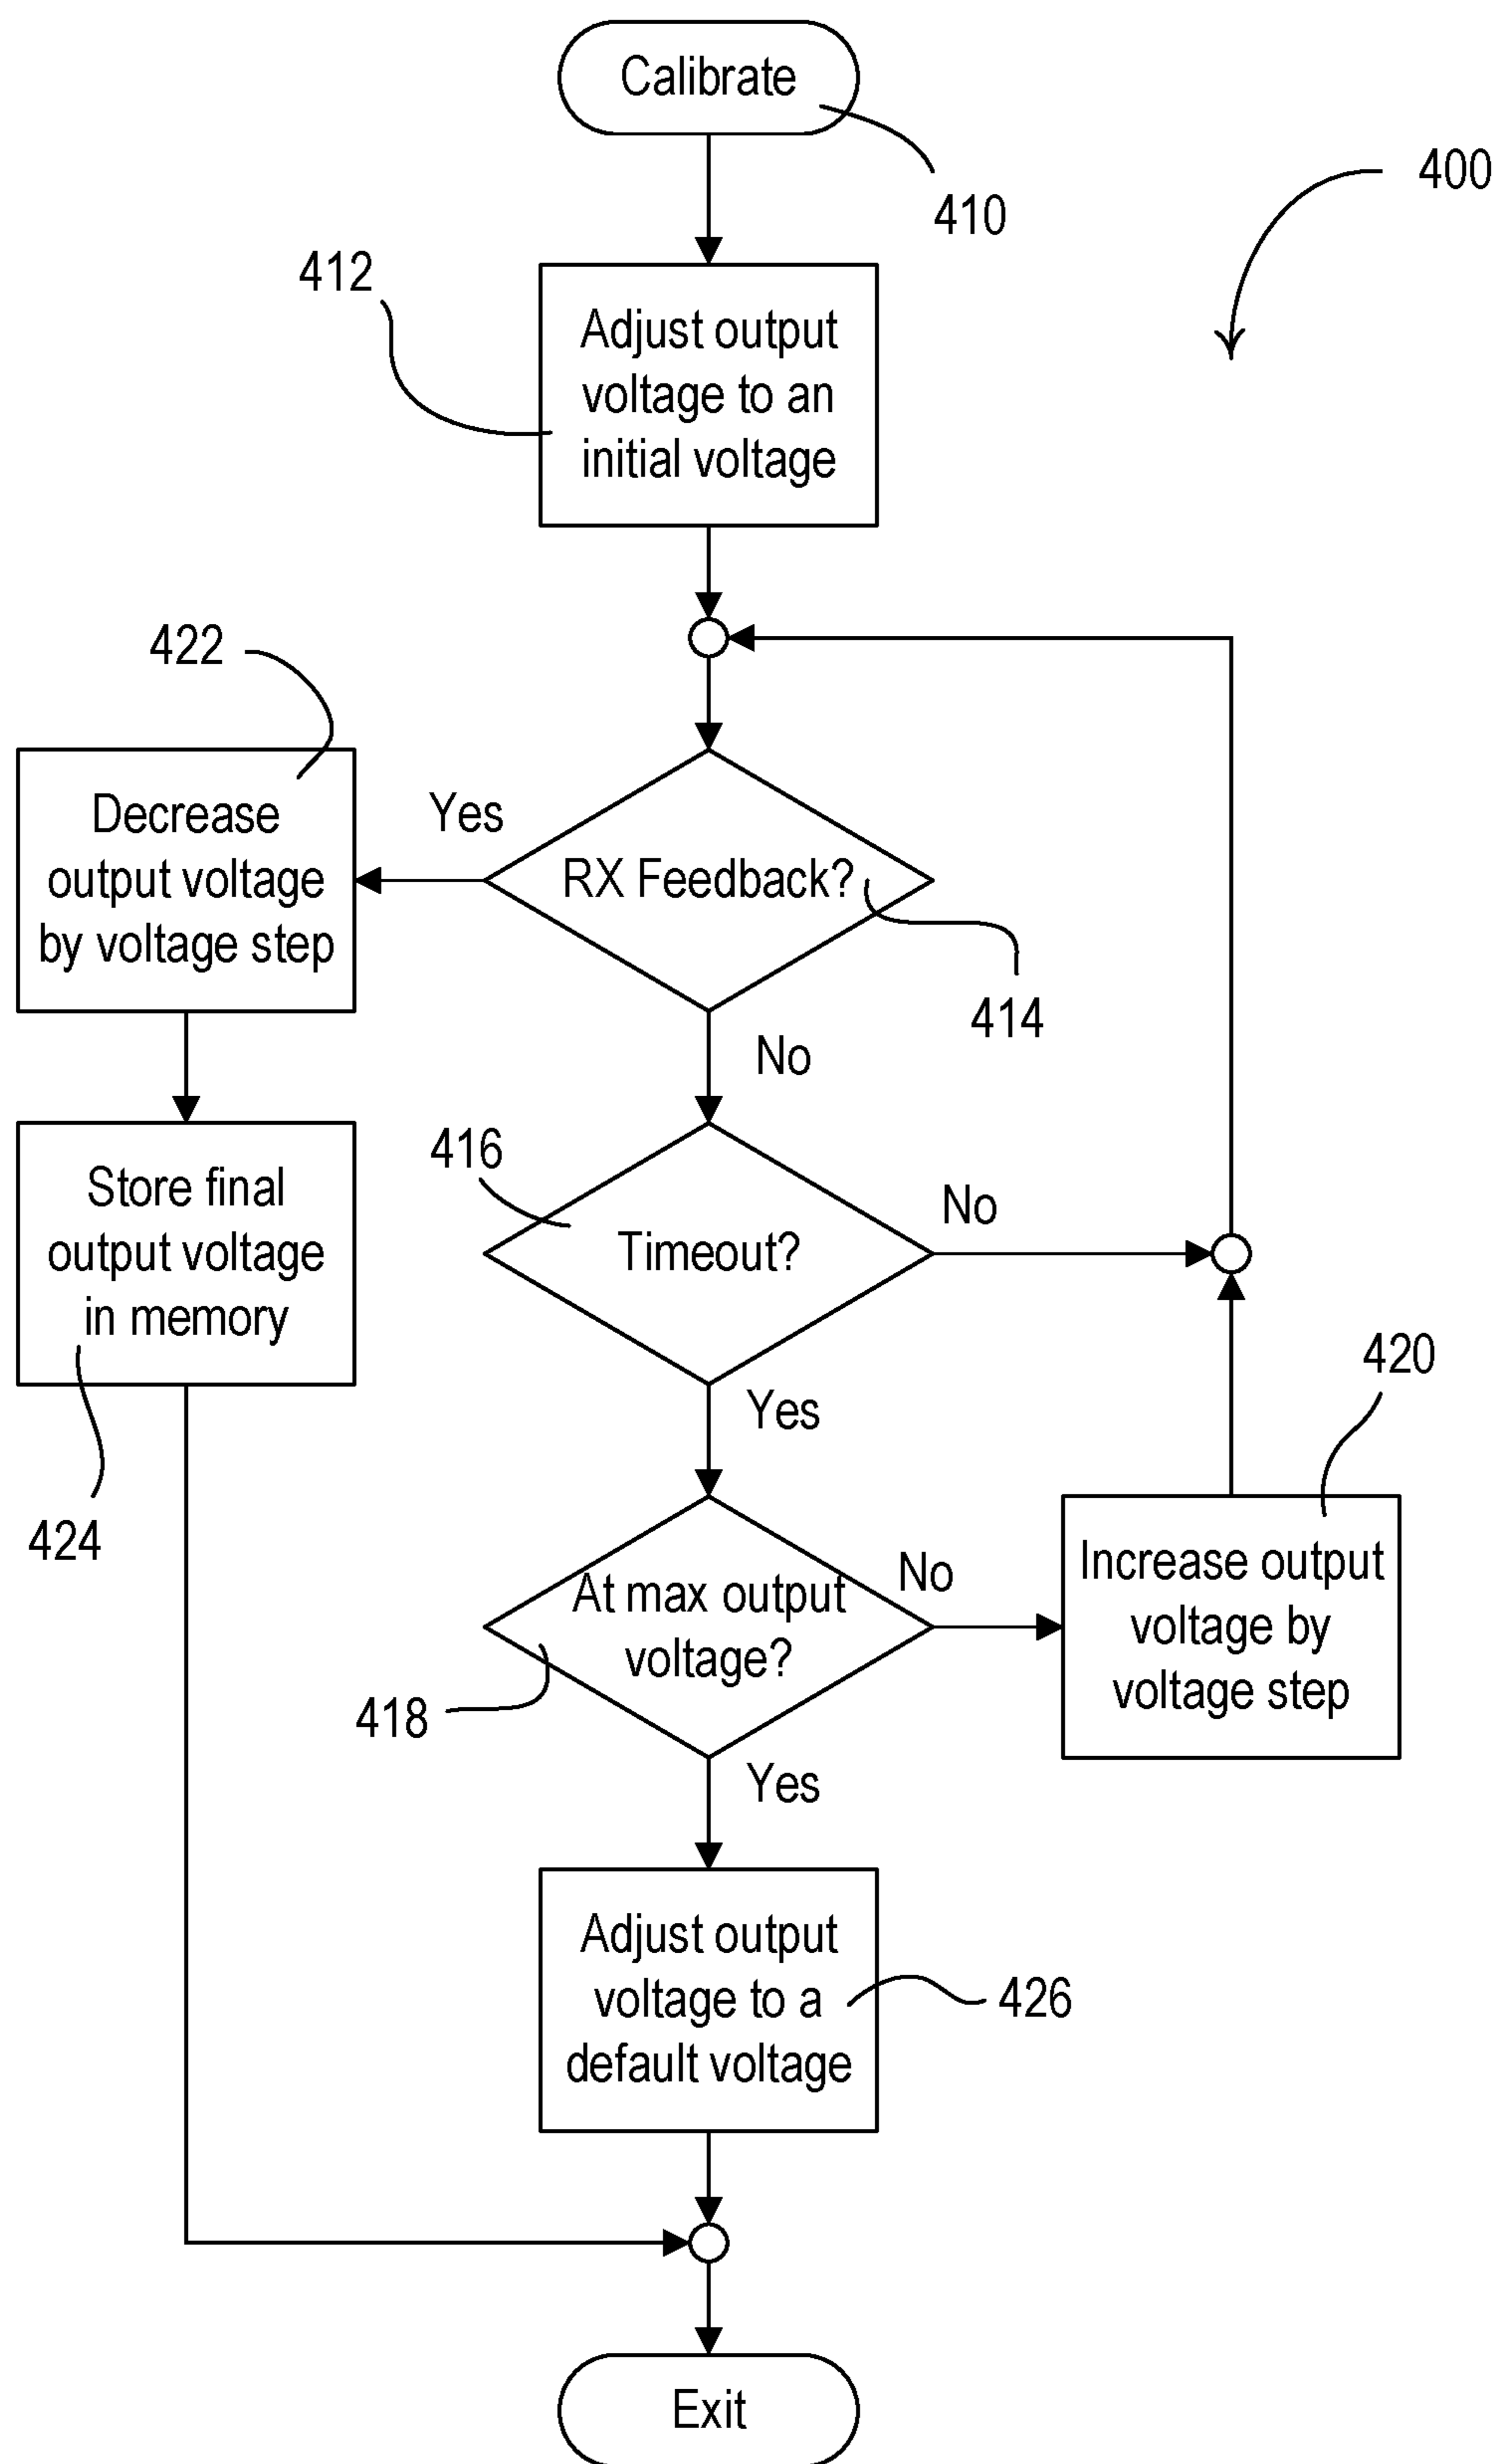 Calibrate
400
410
412
Adjust output
voltage to an
initial voltage
422
Decrease
output voltage
by voltage step
Yes
RX Feedback?
414
No
Store final
output voltage
in memory
416
Timeout?
No
420
Yes
424
At max output
voltage?
No
Increase output
voltage by
voltage step
418
Yes
Adjust output
voltage to a
default voltage
426
Exit